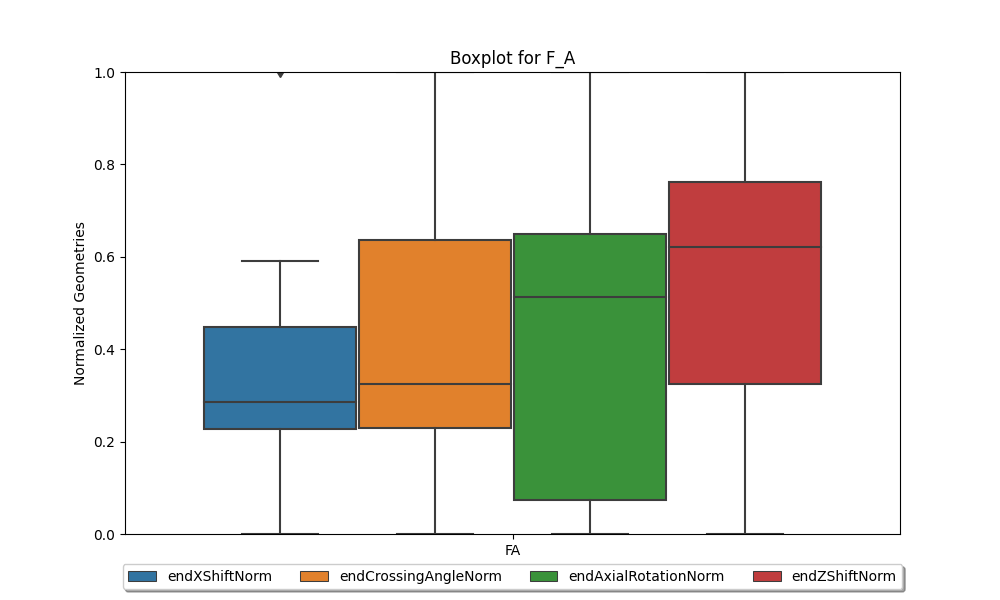 Boxplot for F_A
1.0
0.8
0.6
0.4
0.2
0.0
Normalized Geometries
FA
endXShiftNorm endCrossingAngleNorm endAxialRotationNorm endZShiftNorm